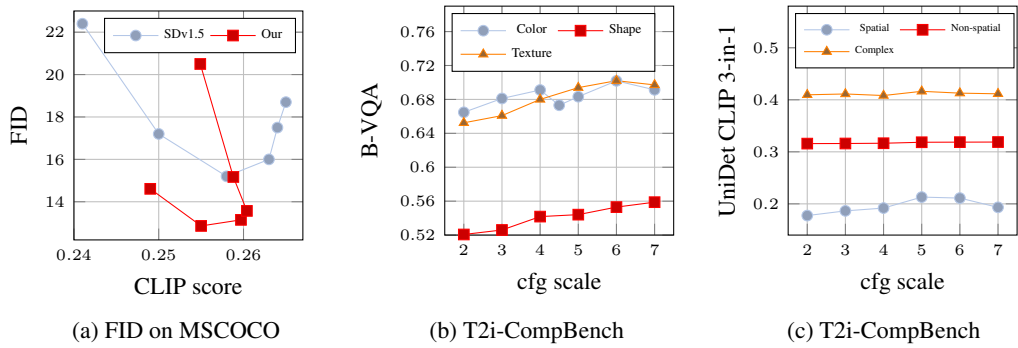 SDv1.5 Our
22
20
18
16
14
0.24 0.25 0.26
FID
CLIP score
(a) FID on MSCOCO
Color Shape
Texture
0.76
0.72
0.68
0.64
0.6
0.56
0.52
2 3 4 5 6 7
B-VQA
cfg scale
(b) T2i-CompBench
Spatial Non-spatial
Complex
0.5
0.4
0.3
0.2
2 3 4 5 6 7
UniDet CLIP 3-in-1
cfg scale
(c) T2i-CompBench